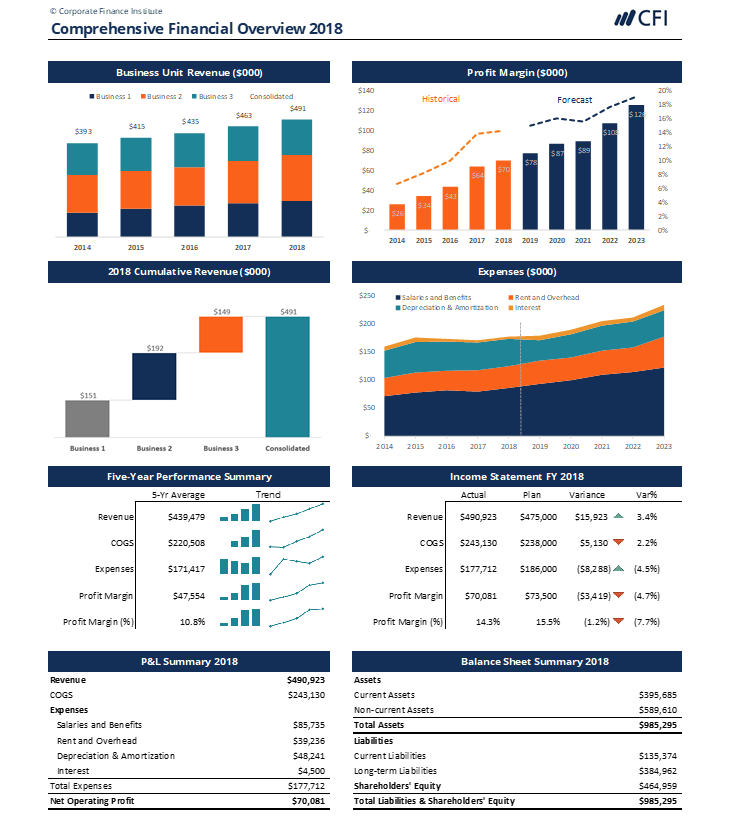 © Corporate Finance Institute
Comprehensive Financial Overview 2018
CFI
Business Unit Revenue ($000)
Business 1 Business 2 Business 3 Consolidated
$393 $415 $435 $463 $491
2014 2015 2016 2017 2018
Profit Margin ($000)
Historical Forecast
$140 20%
$120 18%
$100 16%
$80 14%
$60 12%
$40 10%
$20 8%
$- 6%
4%
2%
0%
$26 $34 $43 $64 $70 $78 $87 $89 $108 $126
2014 2015 2016 2017 2018 2019 2020 2021 2022 2023
2018 Cumulative Revenue ($000)
$151 $192 $149 $491
Business 1 Business 2 Business 3 Consolidated
Expenses ($000)
Salaries and Benefits Rent and Overhead
Depreciation & Amortization Interest
$250
$200
$150
$100
$50
$-
2014 2015 2016 2017 2018 2019 2020 2021 2022 2023
Five-Year Performance Summary
5-Yr Average Trend
Revenue $439,479
COGS $220,508
Expenses $171,417
Profit Margin $47,554
Profit Margin (%) 10.8%
Income Statement FY 2018
Actual Plan Variance Var%
Revenue $490,923 $475,000 $15,923 3.4%
COGS $243,130 $238,000 $5,130 2.2%
Expenses $177,712 $186,000 ($8,288) (4.5%)
Profit Margin $70,081 $73,500 ($3,419) (4.7%)
Profit Margin (%) 14.3% 15.5% (1.2%) (7.7%)
P&L Summary 2018
Revenue $490,923
COGS $243,130
Expenses
Salaries and Benefits $85,735
Rent and Overhead $39,236
Depreciation & Amortization $48,241
Interest $4,500
Total Expenses $177,712
Net Operating Profit $70,081
Balance Sheet Summary 2018
Assets
Current Assets $395,685
Non-current Assets $589,610
Total Assets $985,295
Liabilities
Current Liabilities $135,374
Long-term Liabilities $384,962
Shareholders' Equity $464,959
Total Liabilities & Shareholders' Equity $985,295